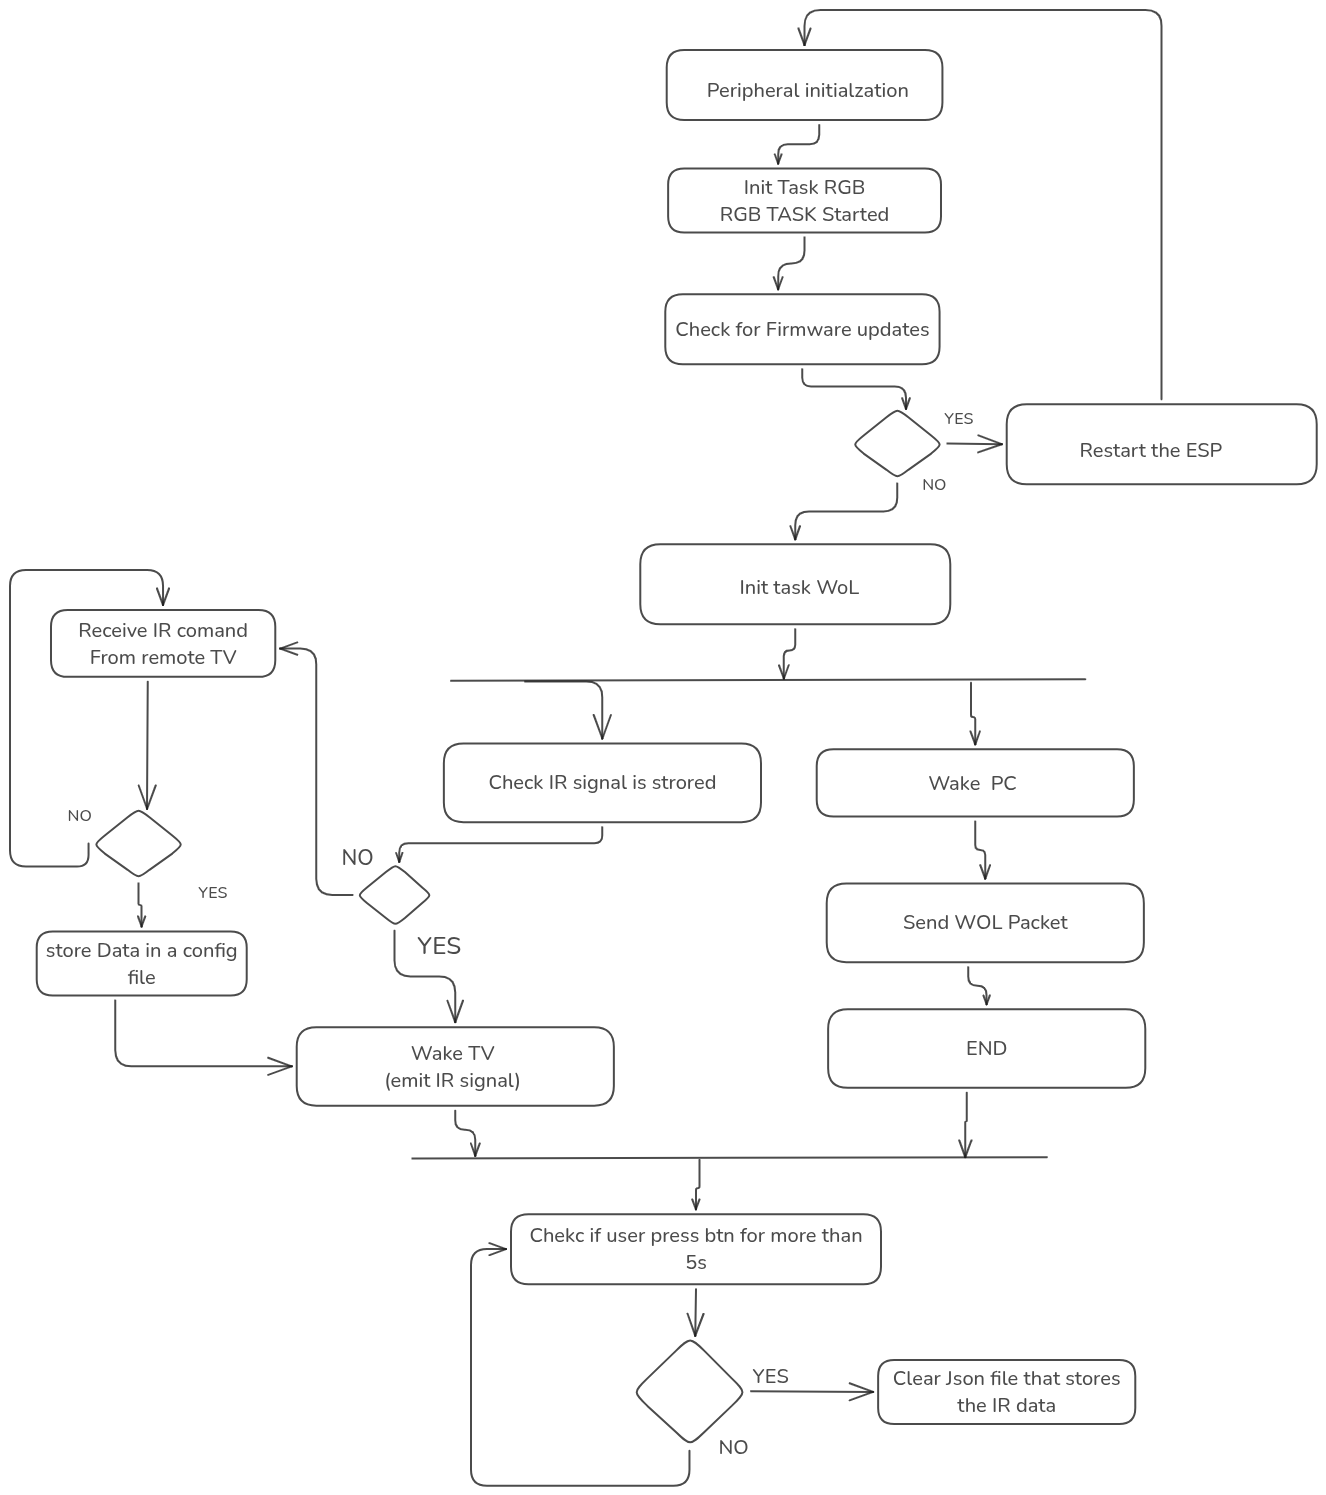 Peripheral initialzation
Init Task RGB
RGB TASK Started
Check for Firmware updates
YES
Restart the ESP
NO
Init task WoL
Receive IR comand
From remote TV
Check IR signal is strored
Wake  PC
NO
NO
YES
Send WOL Packet
YES
store Data in a config
file
Wake TV
(emit IR signal)
END
Chekc if user press btn for more than
5s
YES
Clear Json file that stores
the IR data
NO